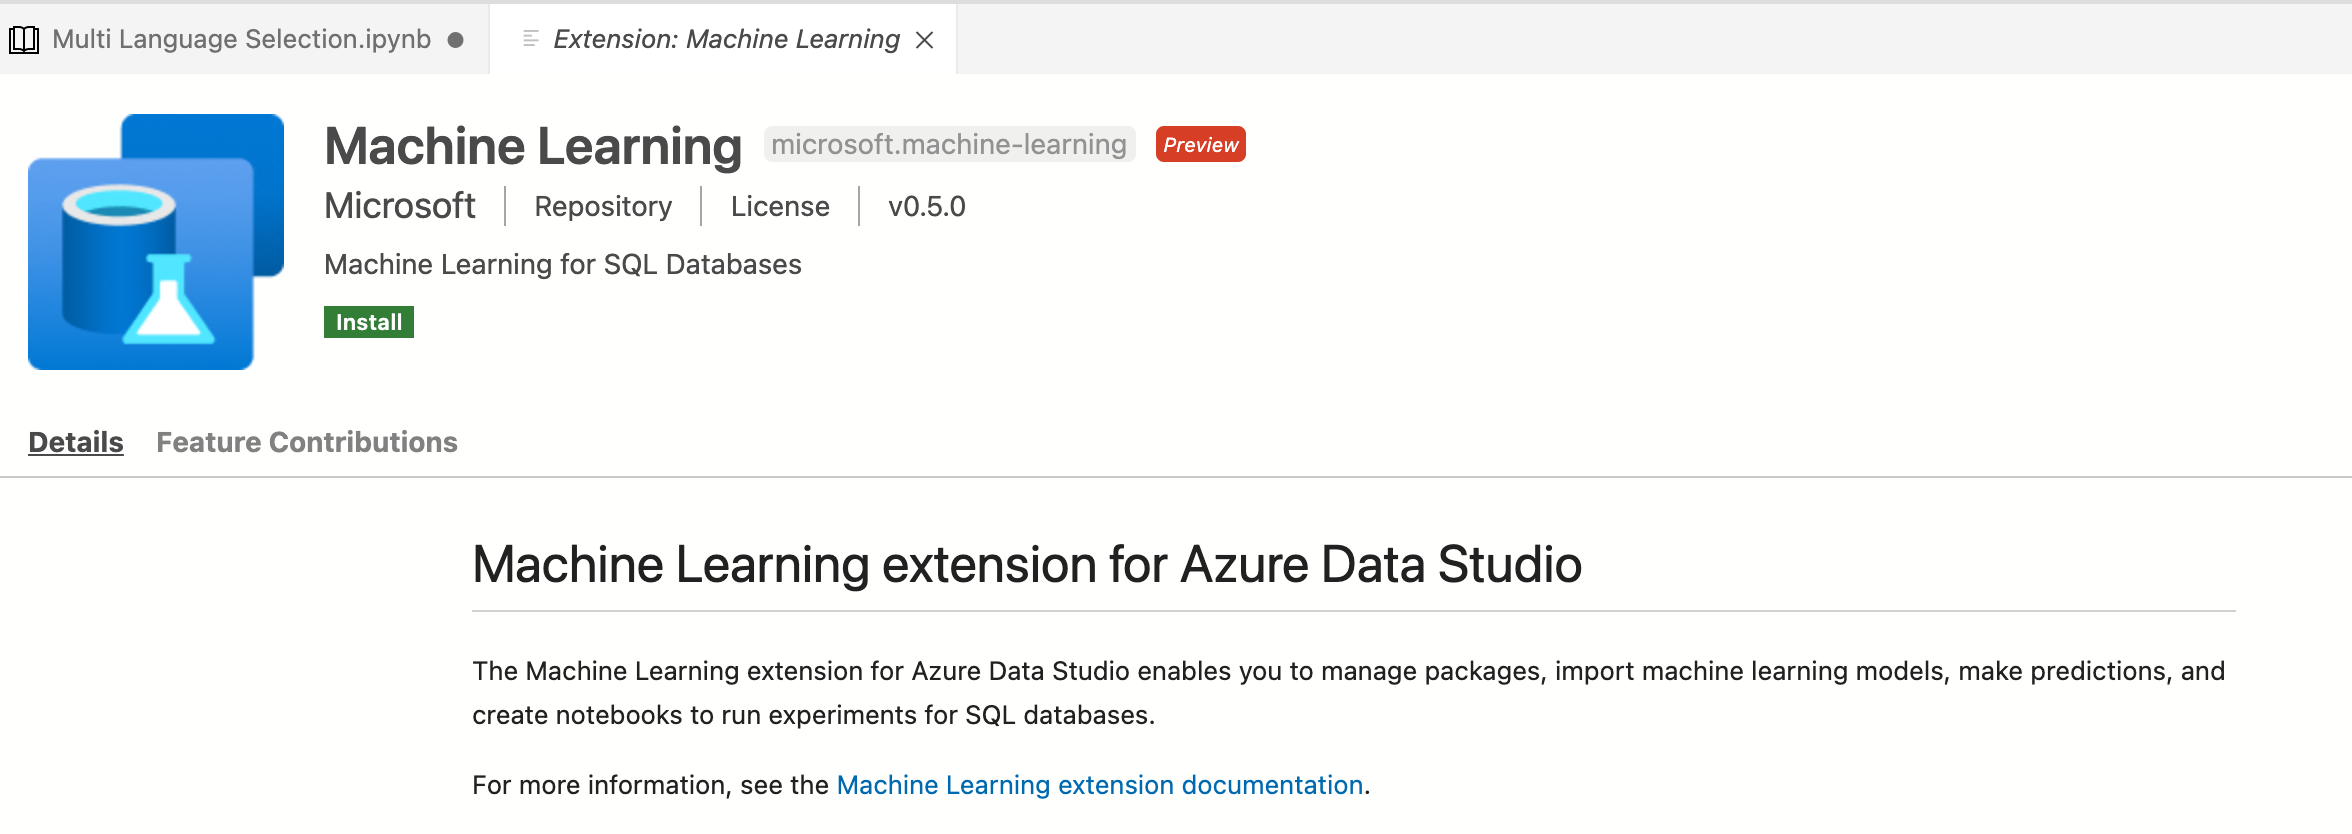 Multi Language Selection.ipynb
Extension: Machine Learning
Machine Learning microsoft.machine-learning Preview
Microsoft Repository License v0.5.0
Machine Learning for SQL Databases
Install
Details Feature Contributions
Machine Learning extension for Azure Data Studio
The Machine Learning extension for Azure Data Studio enables you to manage packages, import machine learning models, make predictions, and
create notebooks to run experiments for SQL databases.
For more information, see the Machine Learning extension documentation.